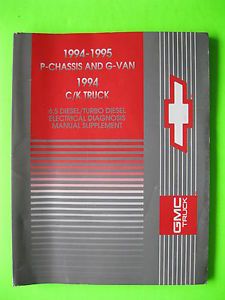 1994-1995
P-CHASSIS AND G-VAN
1994
C/K TRUCK
6.5 DIESEL/TURBO DIESEL
ELECTRICAL DIAGNOSIS
MANUAL SUPPLEMENT
GMC
TRUCK